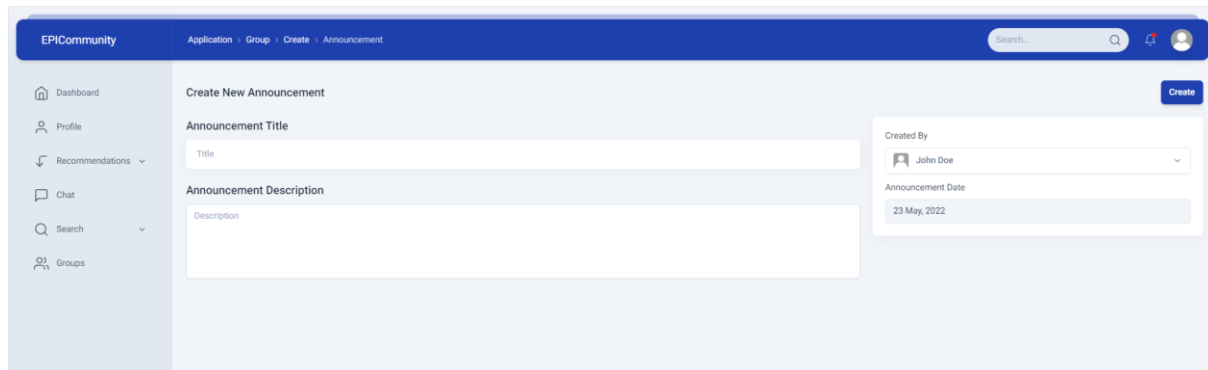 EPICommunity
Application > Group > Create > Announcement
Search...
Dashboard
Profile
Recommendations
Chat
Search
Groups
Create New Announcement
Create
Announcement Title
Title
Announcement Description
Description
Created By
John Doe
Announcement Date
23 May, 2022